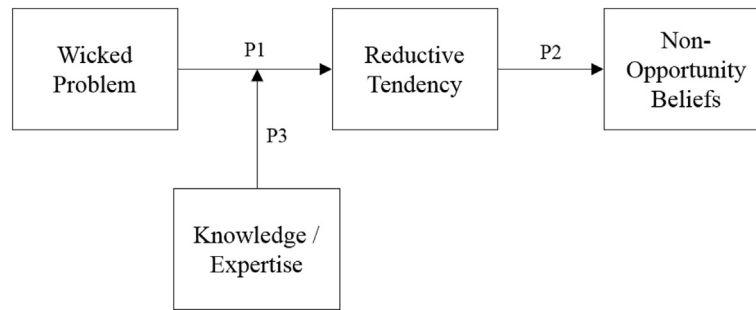 Wicked
Problem
P1
Reductive
Tendency
P2
Non-
Opportunity
Beliefs
P3
Knowledge /
Expertise